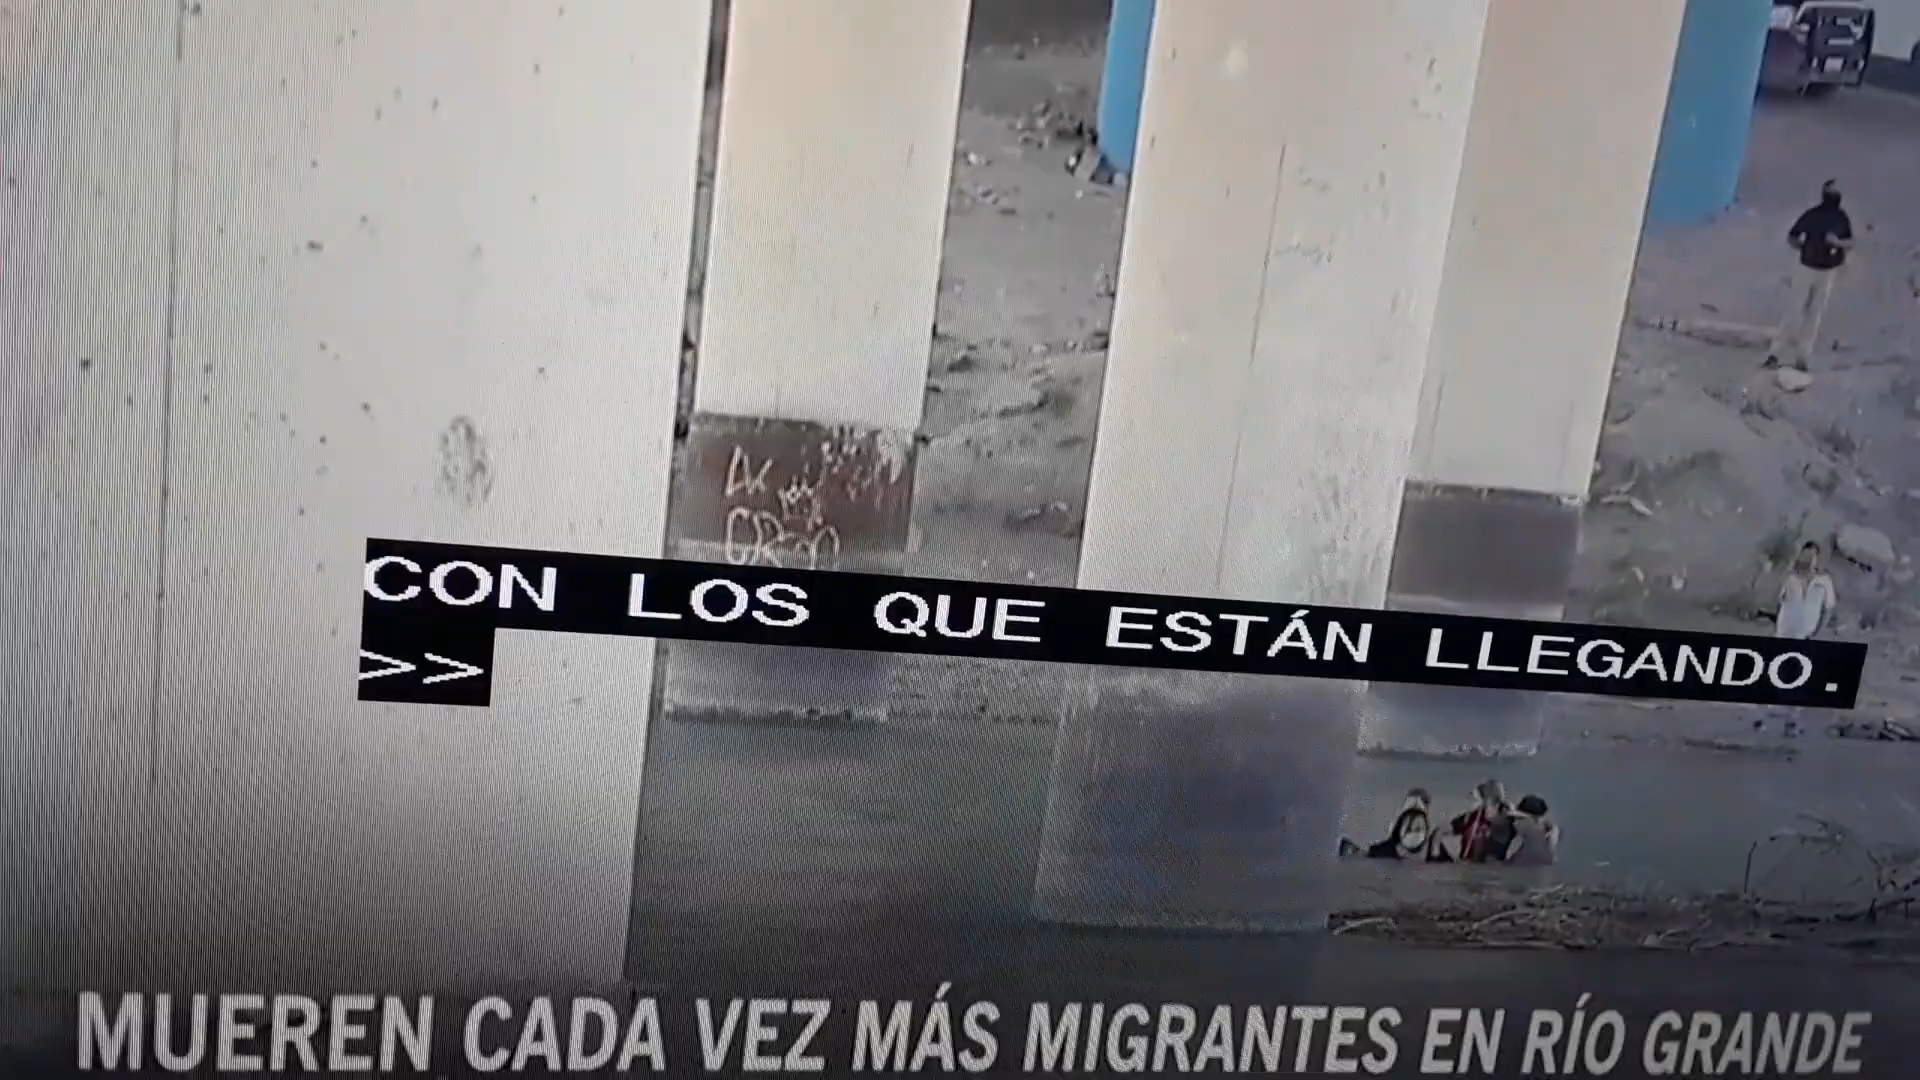 CON LOS QUE ESTÁN LLEGANDO.
>>
MUEREN CADA VEZ MÁS MIGRANTES EN RÍO GRANDE